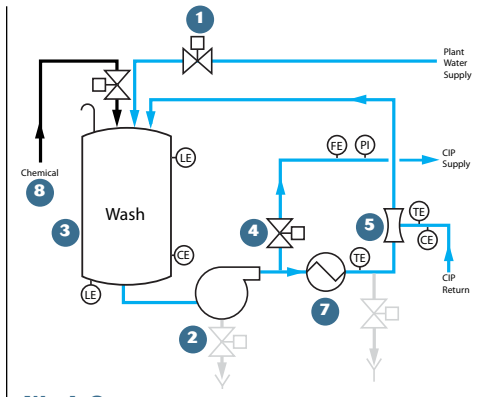 1
Plant
Water
Supply
FE
PI
CIP
Supply
LE
Chemical
8
3
Wash
4
5
TE
CE
CE
TE
CIP
Return
LE
7
2